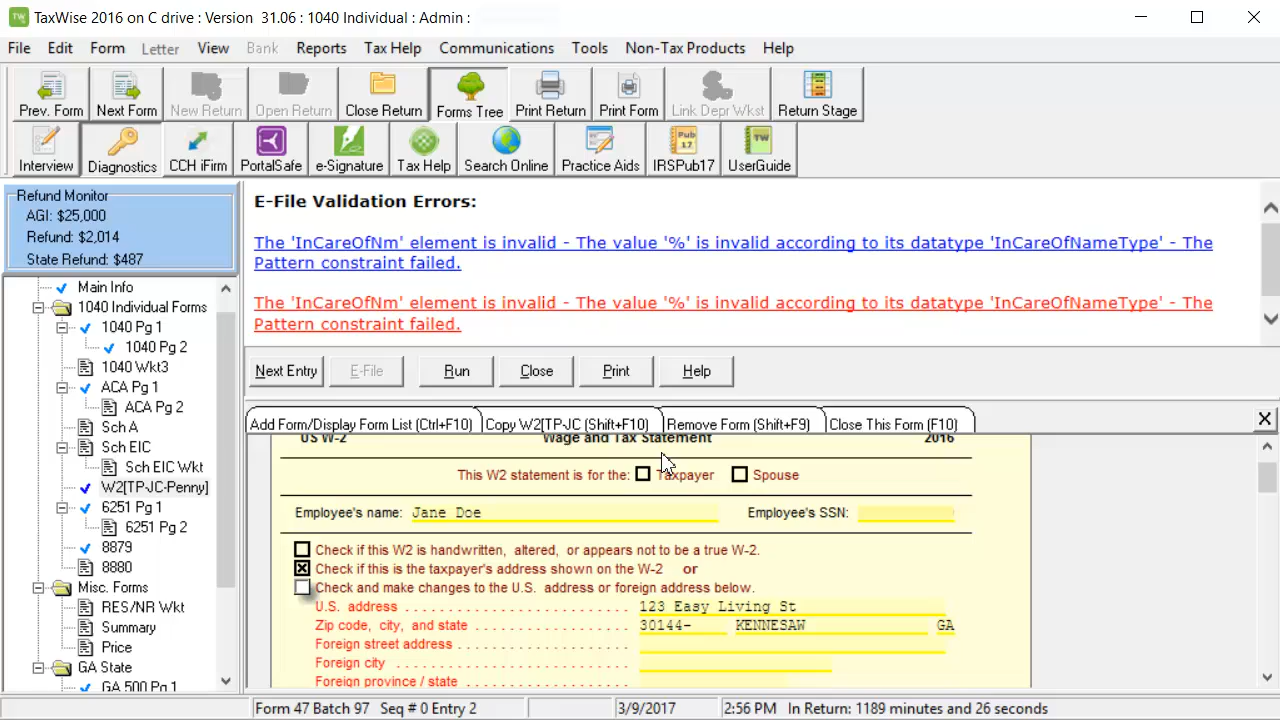 TaxWise 2016 on C drive : Version 31.06 : 1040 Individual : Admin :
File Edit Form Letter View Bank Reports Tax Help Communications Tools Non-Tax Products Help
Prev. Form Next Form New Return Open Return Close Return Forms Tree Print Return Print Form Link Depr Wkst Return Stage
Interview Diagnostics CCH iFirm PortalSafe e-Signature Tax Help Search Online Practice Aids IRSPub17 UserGuide
Refund Monitor
AGI: $25,000
Refund: $2,014
State Refund: $487
Main Info
1040 Individual Forms
1040 Pg 1
1040 Pg 2
1040 Wkt3
ACA Pg 1
ACA Pg 2
Sch A
Sch EIC
Sch EIC Wkt
W2[TP-JC-Penny]
6251 Pg 1
6251 Pg 2
8879
8880
Misc. Forms
RES/NR Wkt
Summary
Price
GA State
GA 500 Pg 1
E-File Validation Errors:
The 'InCareOfNm' element is invalid - The value '%' is invalid according to its datatype 'InCareOfNameType' - The
Pattern constraint failed.
The 'InCareOfNm' element is invalid - The value '%' is invalid according to its datatype 'InCareOfNameType' - The
Pattern constraint failed.
Next Entry E-File Run Close Print Help
Add Form/Display Form List (Ctrl+F10) Copy W2[TP-JC (Shift+F10) Remove Form (Shift+F9) Close This Form (F10)
US W-2 Wage and Tax Statement 2016
This W2 statement is for the: Taxpayer Spouse
Employee's name: Jane Doe Employee's SSN:
Check if this W2 is handwritten, altered, or appears not to be a true W-2.
Check if this is the taxpayer's address shown on the W-2 or
Check and make changes to the U.S. address or foreign address below.
U.S. address . . . . . . . . . . . . . . . . . . . . . . . . . 123 Easy Living St
Zip code, city, and state . . . . . . . . . . . . . . . . . 30144- KENNESAW GA
Foreign street address . . . . . . . . . . . . . . . . . . .
Foreign city . . . . . . . . . . . . . . . . . . . . . . . . . .
Foreign province / state . . . . . . . . . . . . . . . . . .
Form 47 Batch 97 Seq # 0 Entry 2 3/9/2017 2:56 PM In Return: 1189 minutes and 26 seconds